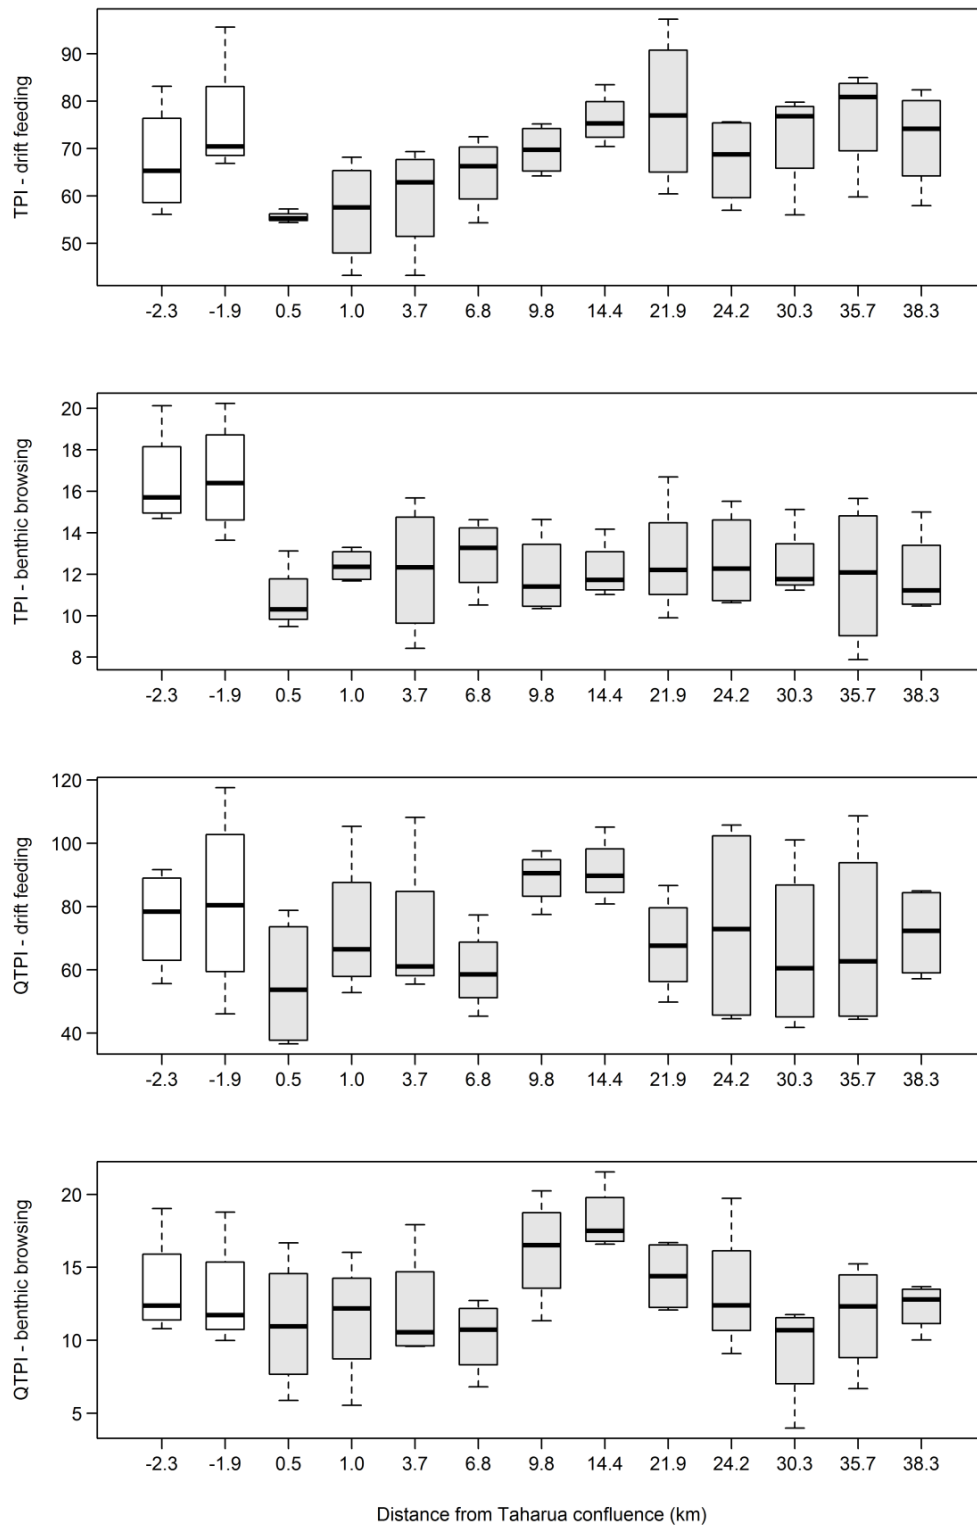 TPI - drift feeding
90
80
70
60
50
-2.3 -1.9 0.5 1.0 3.7 6.8 9.8 14.4 21.9 24.2 30.3 35.7 38.3
TPI - benthic browsing
20
18
16
14
12
10
8
-2.3 -1.9 0.5 1.0 3.7 6.8 9.8 14.4 21.9 24.2 30.3 35.7 38.3
QTPI - drift feeding
120
100
80
60
40
-2.3 -1.9 0.5 1.0 3.7 6.8 9.8 14.4 21.9 24.2 30.3 35.7 38.3
QTPI - benthic browsing
20
15
10
5
-2.3 -1.9 0.5 1.0 3.7 6.8 9.8 14.4 21.9 24.2 30.3 35.7 38.3
Distance from Taharua confluence (km)